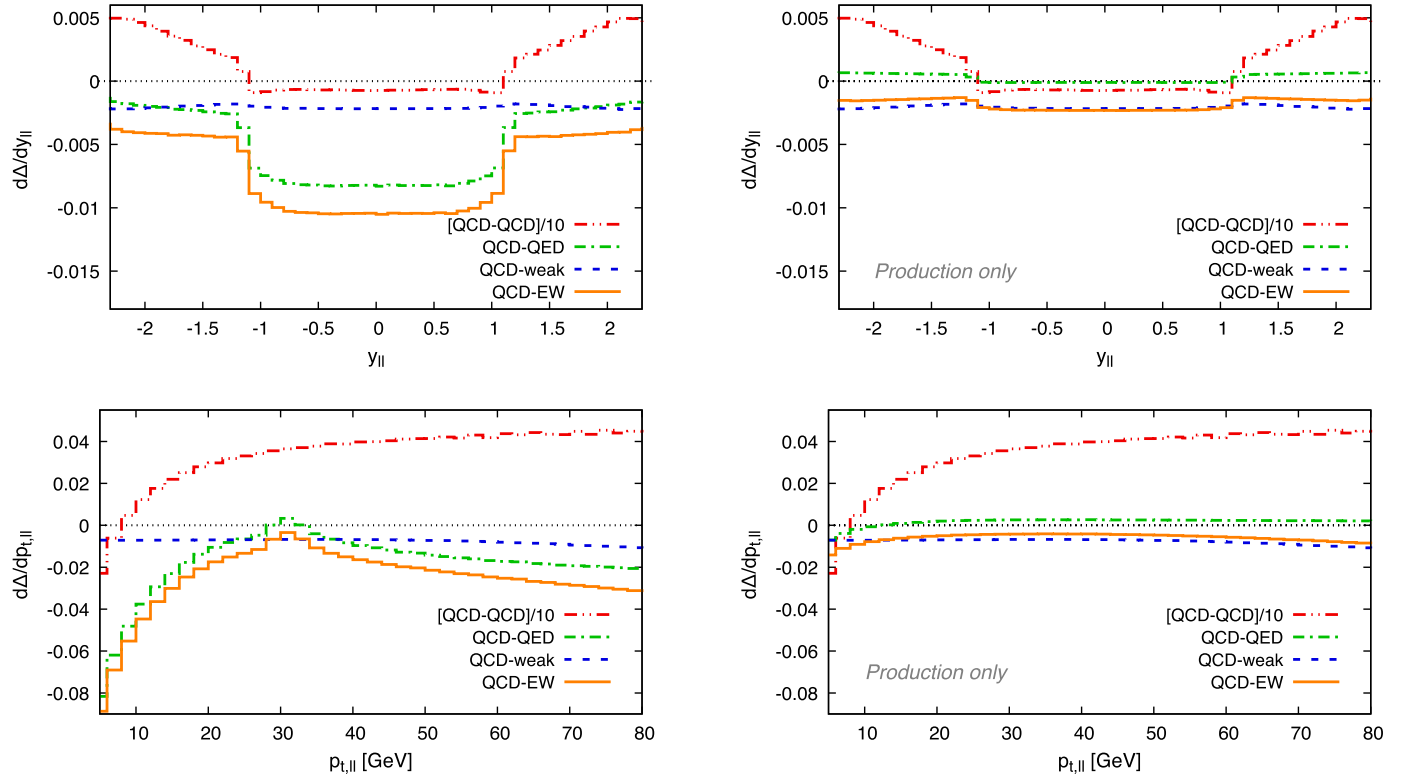 0.005
0
-0.005
-0.01
-0.015
dΔ/dy_ll
[QCD-QCD]/10
QCD-QED
QCD-weak
QCD-EW
-2 -1.5 -1 -0.5 0 0.5 1 1.5 2
y_ll
0.005
0
-0.005
-0.01
-0.015
dΔ/dy_ll
[QCD-QCD]/10
QCD-QED
QCD-weak
QCD-EW
Production only
-2 -1.5 -1 -0.5 0 0.5 1 1.5 2
y_ll
0.04
0.02
0
-0.02
-0.04
-0.06
-0.08
dΔ/dp_t,ll
[QCD-QCD]/10
QCD-QED
QCD-weak
QCD-EW
10 20 30 40 50 60 70 80
p_t,ll [GeV]
0.04
0.02
0
-0.02
-0.04
-0.06
-0.08
dΔ/dp_t,ll
[QCD-QCD]/10
QCD-QED
QCD-weak
QCD-EW
Production only
10 20 30 40 50 60 70 80
p_t,ll [GeV]